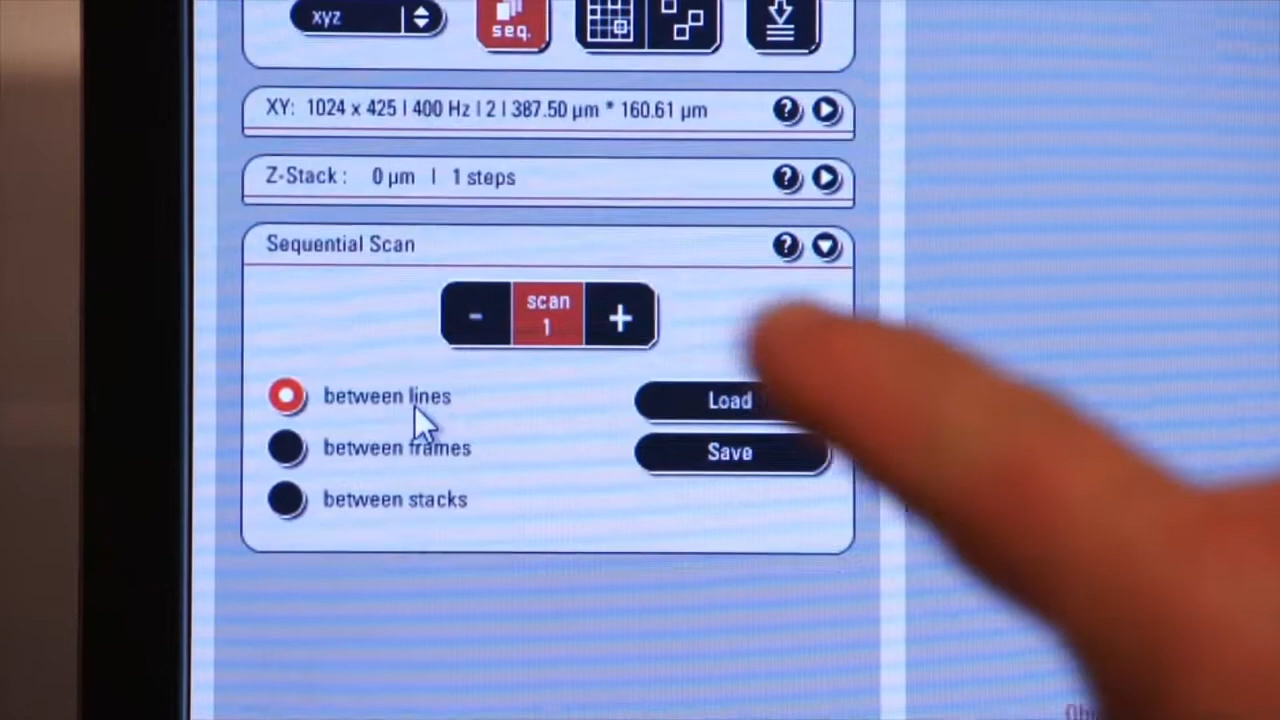 xyz
seq.
XY: 1024 x 425 | 400 Hz | 2 | 387.50 µm * 160.61 µm ?
Z-Stack : 0 µm | 1 steps ?
Sequential Scan ?
- scan 1 +
between lines
Load
between frames
Save
between stacks